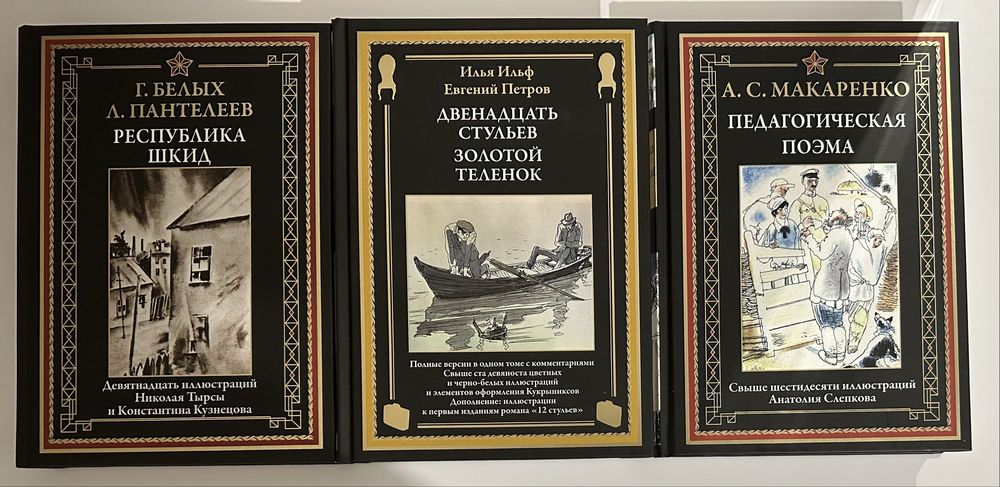 Г. БЕЛЫХ
Л. ПАНТЕЛЕЕВ
РЕСПУБЛИКА
ШКИД
Девятнадцать иллюстраций
Николая Тырсы
и Константина Кузнецова
Илья Ильф
Евгений Петров
ДВЕНАДЦАТЬ
СТУЛЬЕВ
ЗОЛОТОЙ
ТЕЛЕНОК
Полные версии в одном томе с комментариями
Свыше ста девяноста цветных
и черно-белых иллюстраций
и элементов оформления Кукрыниксов
Дополнение: иллюстрации
к первым изданиям романа «12 стульев»
А. С. МАКАРЕНКО
ПЕДАГОГИЧЕСКАЯ
ПОЭМА
Свыше шестидесяти иллюстраций
Анатолия Слепкова